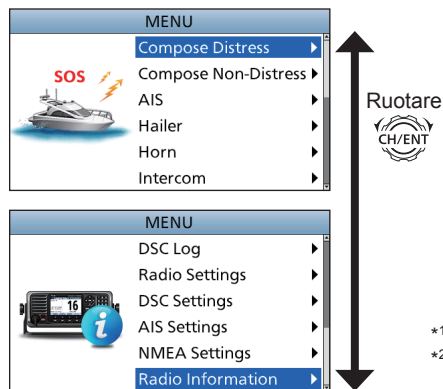 MENU
SOS
Compose Distress
Compose Non-Distress
AIS
Hailer
Horn
Intercom
Ruotare
CH/ENT
MENU
DSC Log
Radio Settings
DSC Settings
AIS Settings
NMEA Settings
Radio Information
16
i
*1
*2